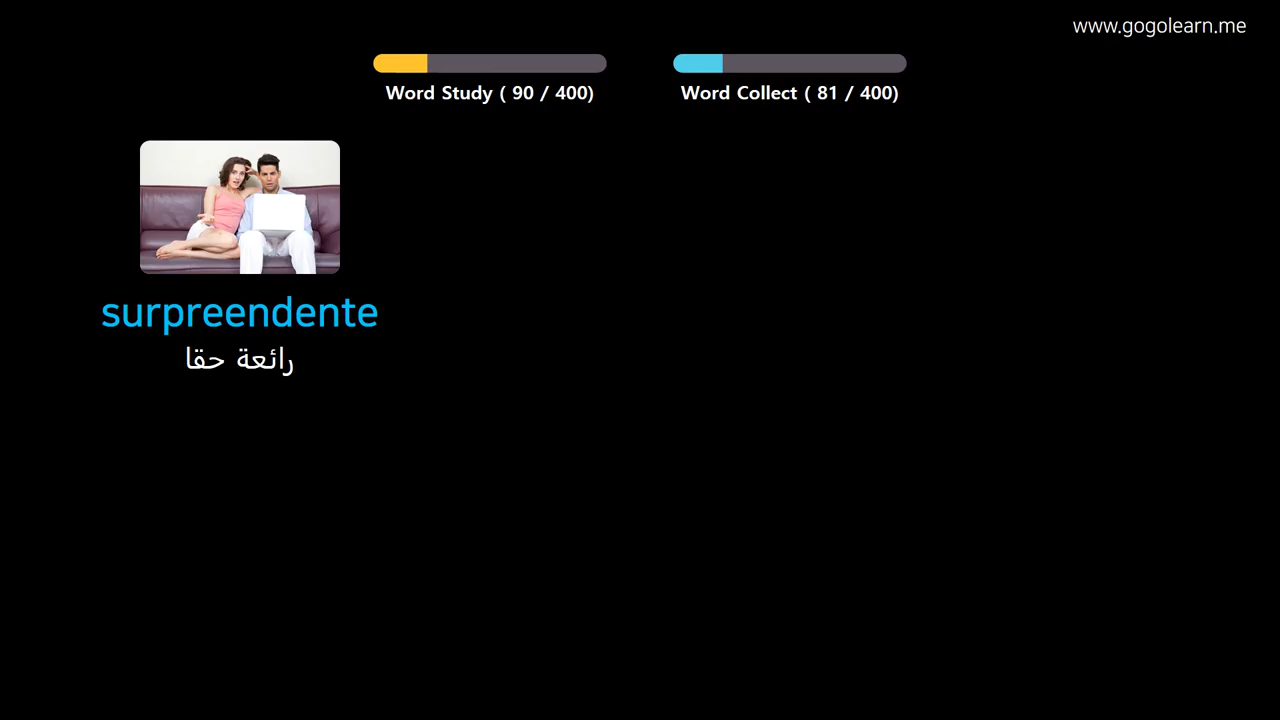 www.gogolearn.me
Word Study ( 90 / 400)
Word Collect ( 81 / 400)
surpreendente
رائعة حقا